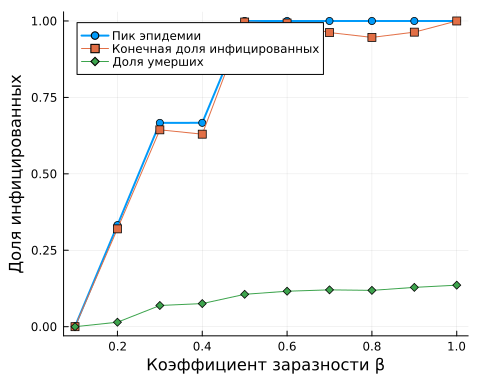 Пик эпидемии
Конечная доля инфицированных
Доля умерших
Доля инфицированных
1.00
0.75
0.50
0.25
0.00
0.2
0.4
0.6
0.8
1.0
Коэффициент заразности β